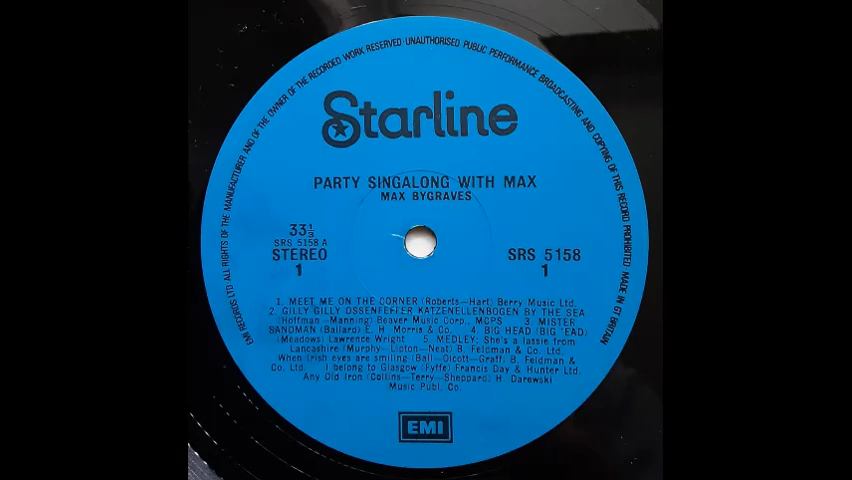 EMI RECORDS LTD ALL RIGHTS OF THE MANUFACTURER AND OF THE OWNER OF THE RECORDED WORK RESERVED·UNAUTHORISED PUBLIC PERFORMANCE BROADCASTING AND COPYING OF THIS RECORD PROHIBITED MADE IN GT BRITAIN
Starline
PARTY SINGALONG WITH MAX
MAX BYGRAVES
33⅓
SRS 5158 A
STEREO
1
SRS 5158
1
1. MEET ME ON THE CORNER (Roberts—Hart) Berry Music Ltd.
2. GILLY GILLY OSSENFEFFER KATZENELLENBOGEN BY THE SEA
(Hoffman—Manning) Beaver Music Corp., MCPS 3. MISTER
SANDMAN (Ballard) E. H. Morris & Co. 4. BIG HEAD (BIG 'EAD)
(Meadows) Lawrence Wright 5. MEDLEY: She's a lassie from
Lancashire (Murphy—Lipton—Neat) B. Feldman & Co. Ltd.
When Irish eyes are smiling (Ball—Olcott—Graff) B. Feldman &
Co. Ltd. I belong to Glasgow (Fyffe) Francis Day & Hunter Ltd.
Any Old Iron (Collins—Terry—Sheppard) H. Darewski
Music Publ. Co.
EMI